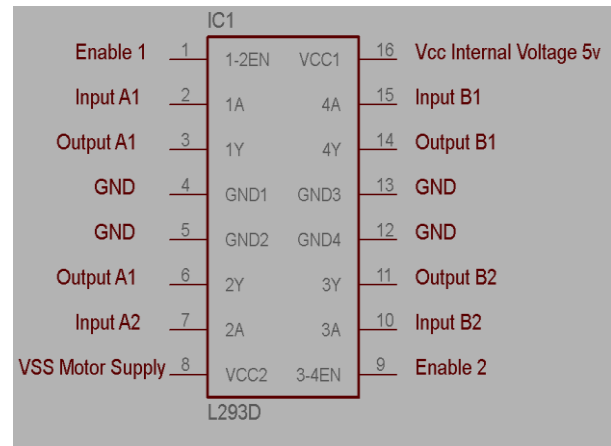 IC1
Enable 1 1 1-2EN VCC1 16 Vcc Internal Voltage 5v
Input A1 2 1A 4A 15 Input B1
Output A1 3 1Y 4Y 14 Output B1
GND 4 GND1 GND3 13 GND
GND 5 GND2 GND4 12 GND
Output A1 6 2Y 3Y 11 Output B2
Input A2 7 2A 3A 10 Input B2
VSS Motor Supply 8 VCC2 3-4EN 9 Enable 2
L293D